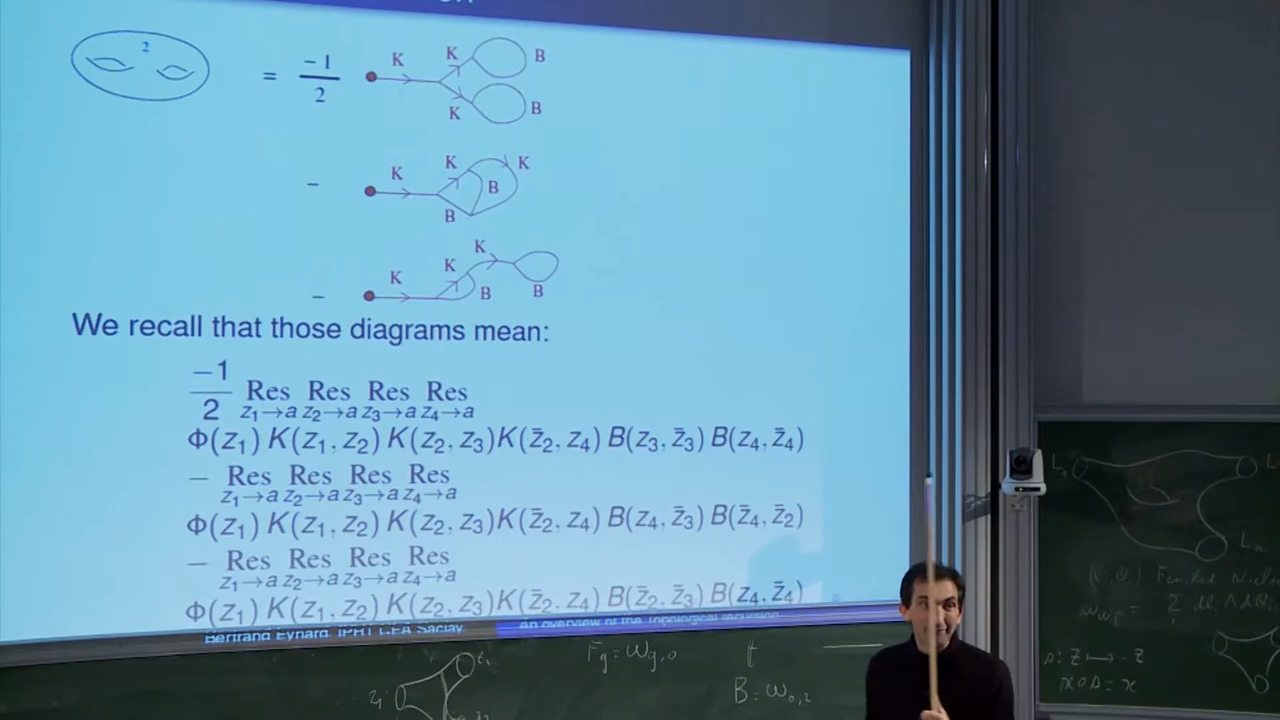 2
= -1/2
K
K
B
K
B
-
K
K
K
B
B
-
K
K
K
B
B
We recall that those diagrams mean:
-1/2 Res Res Res Res
z₁→a z₂→a z₃→a z₄→a
Φ(z₁) K(z₁, z₂) K(z₂, z₃)K(z̄₂, z₄) B(z₃, z̄₃) B(z₄, z̄₄)
− Res Res Res Res
z₁→a z₂→a z₃→a z₄→a
Φ(z₁) K(z₁, z₂) K(z₂, z₃)K(z̄₂, z₄) B(z₄, z̄₃) B(z̄₄, z̄₂)
− Res Res Res Res
z₁→a z₂→a z₃→a z₄→a
Φ(z₁) K(z₁, z₂) K(z₂, z₃)K(z̄₂, z₄) B(z̄₂, z̄₃) B(z₄, z̄₄)
Bertrand Eynard, IPHT CEA Saclay
An overview of the topological recursion
Fg = ωg,0
B = ω0,2